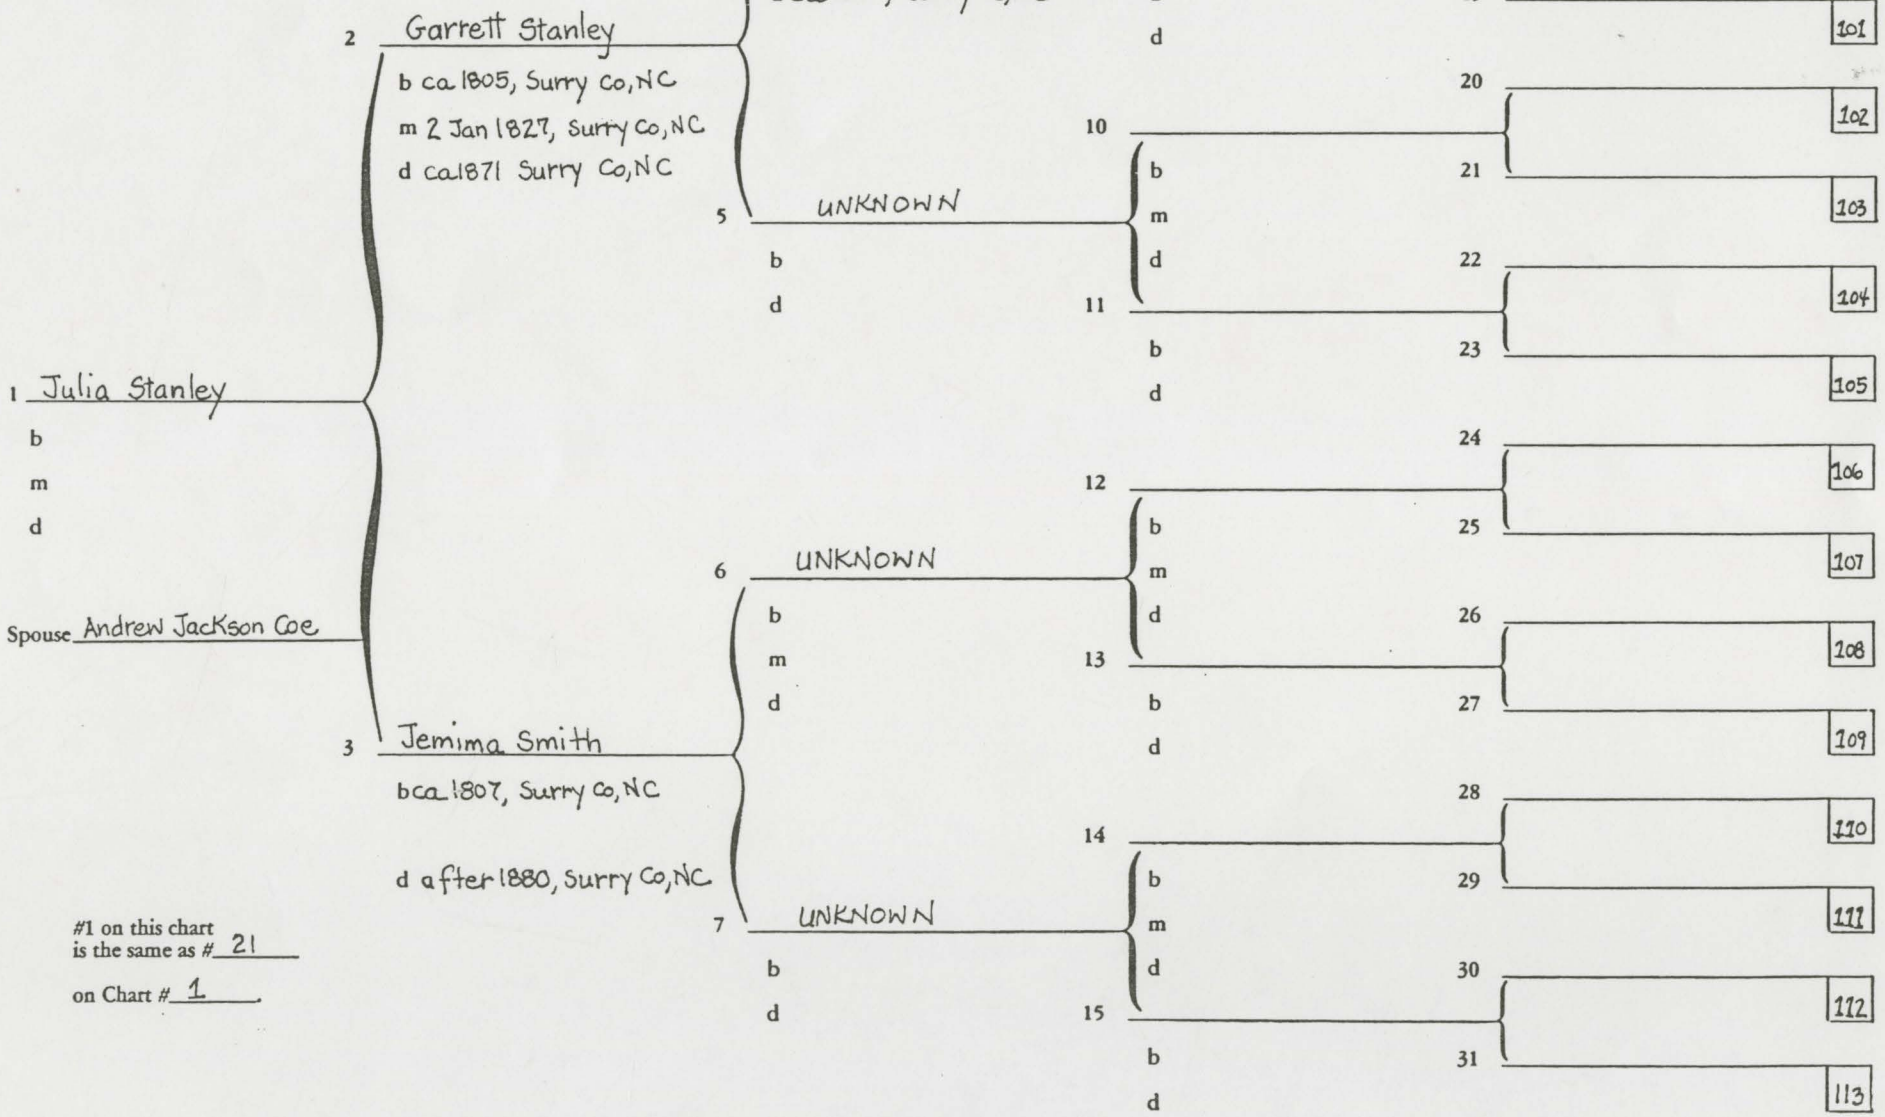 2 Garrett Stanley
b ca 1805, Surry Co, NC
m 2 Jan 1827, Surry Co, NC
d ca 1871 Surry Co, NC
1 Julia Stanley
b
m
d
Spouse Andrew Jackson Coe
3 Jemima Smith
b ca 1807, Surry Co, NC
d after 1880, Surry Co, NC
#1 on this chart
is the same as # 21
on Chart # 1.
5 UNKNOWN
b
d
6 UNKNOWN
b
m
d
7 UNKNOWN
b
d
d
10
b
m
d
11
b
d
12
b
m
d
13
b
d
14
b
m
d
15
b
d
101
20
102
21
103
22
104
23
105
24
106
25
107
26
108
27
109
28
110
29
111
30
112
31
113